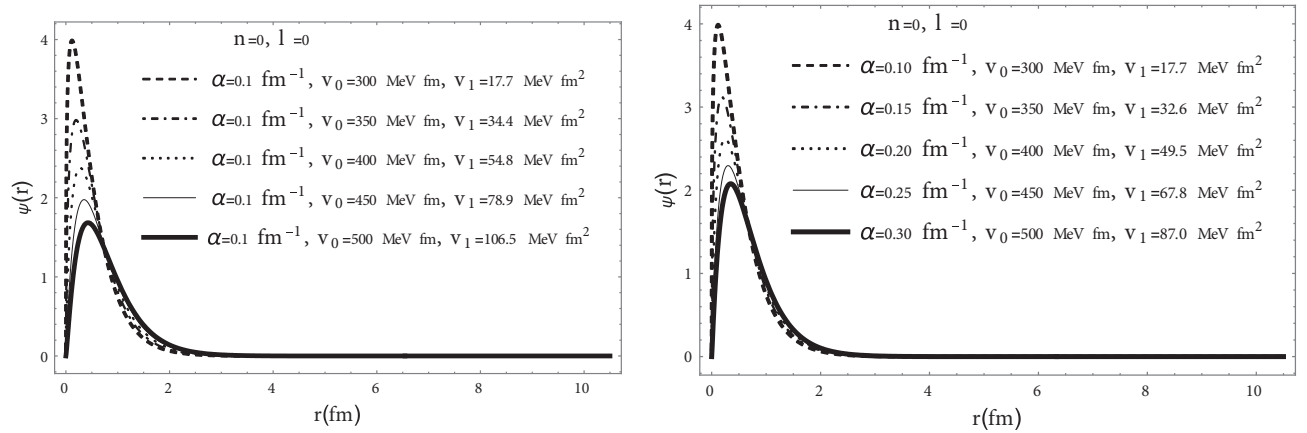 n=0, l =0
α=0.1 fm⁻¹, v₀=300 MeV fm, v₁=17.7 MeV fm²
α=0.1 fm⁻¹, v₀=350 MeV fm, v₁=34.4 MeV fm²
α=0.1 fm⁻¹, v₀=400 MeV fm, v₁=54.8 MeV fm²
α=0.1 fm⁻¹, v₀=450 MeV fm, v₁=78.9 MeV fm²
α=0.1 fm⁻¹, v₀=500 MeV fm, v₁=106.5 MeV fm²
ψ(r)
4
3
2
1
0
0 2 4 6 8 10
r(fm)
n=0, l =0
α=0.10 fm⁻¹, v₀=300 MeV fm, v₁=17.7 MeV fm²
α=0.15 fm⁻¹, v₀=350 MeV fm, v₁=32.6 MeV fm²
α=0.20 fm⁻¹, v₀=400 MeV fm, v₁=49.5 MeV fm²
α=0.25 fm⁻¹, v₀=450 MeV fm, v₁=67.8 MeV fm²
α=0.30 fm⁻¹, v₀=500 MeV fm, v₁=87.0 MeV fm²
ψ(r)
4
3
2
1
0
0 2 4 6 8 10
r(fm)